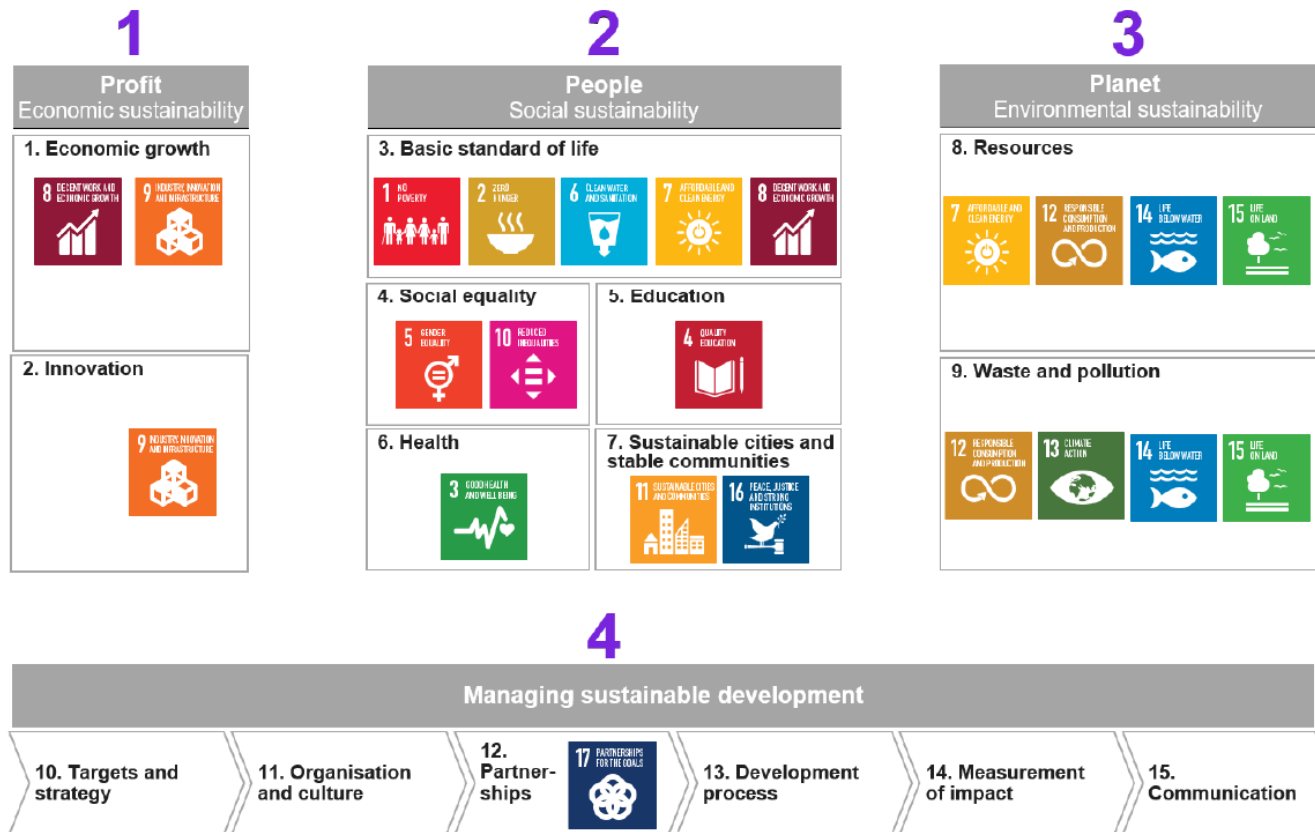 1
2
3
Profit
Economic sustainability
People
Social sustainability
Planet
Environmental sustainability
1. Economic growth
8 DECENT WORK AND
ECONOMIC GROWTH
9 INDUSTRY, INNOVATION
AND INFRASTRUCTURE
2. Innovation
9 INDUSTRY, INNOVATION
AND INFRASTRUCTURE
3. Basic standard of life
1 NO
POVERTY
2 ZERO
HUNGER
6 CLEAN WATER
AND SANITATION
7 AFFORDABLE AND
CLEAN ENERGY
8 DECENT WORK AND
ECONOMIC GROWTH
4. Social equality
5 GENDER
EQUALITY
10 REDUCED
INEQUALITIES
5. Education
4 QUALITY
EDUCATION
6. Health
3 GOOD HEALTH
AND WELL BEING
7. Sustainable cities and
stable communities
11 SUSTAINABLE CITIES
AND COMMUNITIES
16 PEACE, JUSTICE
AND STRONG
INSTITUTIONS
8. Resources
7 AFFORDABLE AND
CLEAN ENERGY
12 RESPONSIBLE
CONSUMPTION
AND PRODUCTION
14 LIFE
BELOW WATER
15 LIFE
ON LAND
9. Waste and pollution
12 RESPONSIBLE
CONSUMPTION
AND PRODUCTION
13 CLIMATE
ACTION
14 LIFE
BELOW WATER
15 LIFE
ON LAND
4
Managing sustainable development
10. Targets and
strategy
11. Organisation
and culture
12.
Partner-
ships
17 PARTNERSHIPS
FOR THE GOALS
13. Development
process
14. Measurement
of impact
15.
Communication